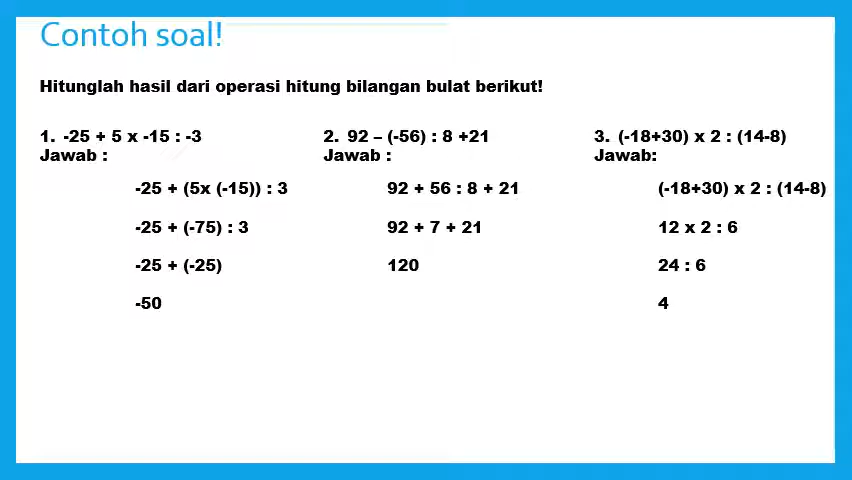 Contoh soal!
Hitunglah hasil dari operasi hitung bilangan bulat berikut!
1. -25 + 5 x -15 : -3
Jawab :
-25 + (5x (-15)) : 3
-25 + (-75) : 3
-25 + (-25)
-50
2. 92 – (-56) : 8 +21
Jawab :
92 + 56 : 8 + 21
92 + 7 + 21
120
3. (-18+30) x 2 : (14-8)
Jawab:
(-18+30) x 2 : (14-8)
12 x 2 : 6
24 : 6
4